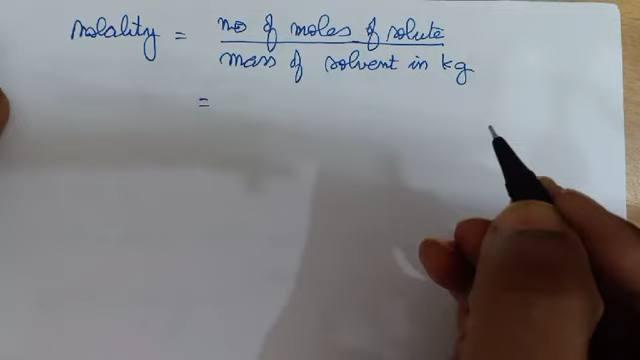 Molality = no of moles of solute
mass of solvent in kg
=